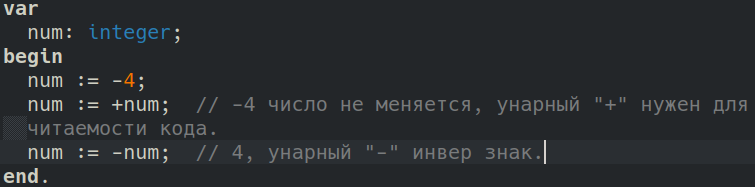 var
  num: integer;
begin
  num := -4;
  num := +num;  // -4 число не меняется, унарный "+" нужен для
  читаемости кода.
  num := -num;  // 4, унарный "-" инвер знак.
end.